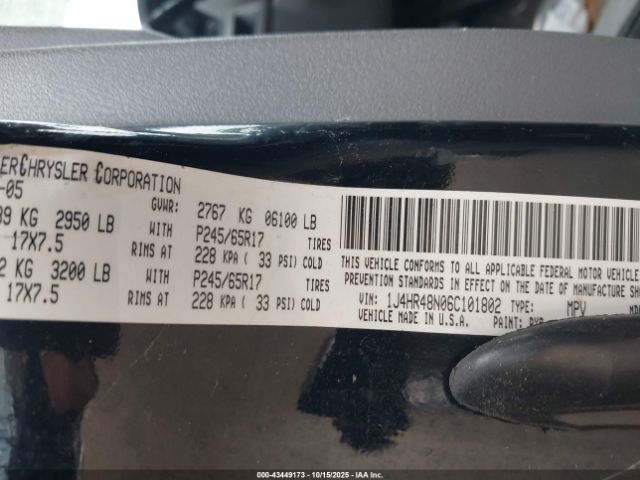 ERCHRYSLER CORPORATION
-05
GVWR: 2767 KG 06100 LB
39 KG 2950 LB WITH P245/65R17 TIRES
17X7.5 RIMS AT 228 KPA ( 33 PSI) COLD
2 KG 3200 LB WITH P245/65R17 TIRES
17X7.5 RIMS AT 228 KPA ( 33 PSI) COLD
THIS VEHICLE CONFORMS TO ALL APPLICABLE FEDERAL MOTOR VEHICLE
PREVENTION STANDARDS IN EFFECT ON THE DATE OF MANUFACTURE SH
VIN: 1J4HR48N06C101802 TYPE: MPV
VEHICLE MADE IN U.S.A. PAINT:
000-43449173 - 10/15/2025 - IAAI.COM